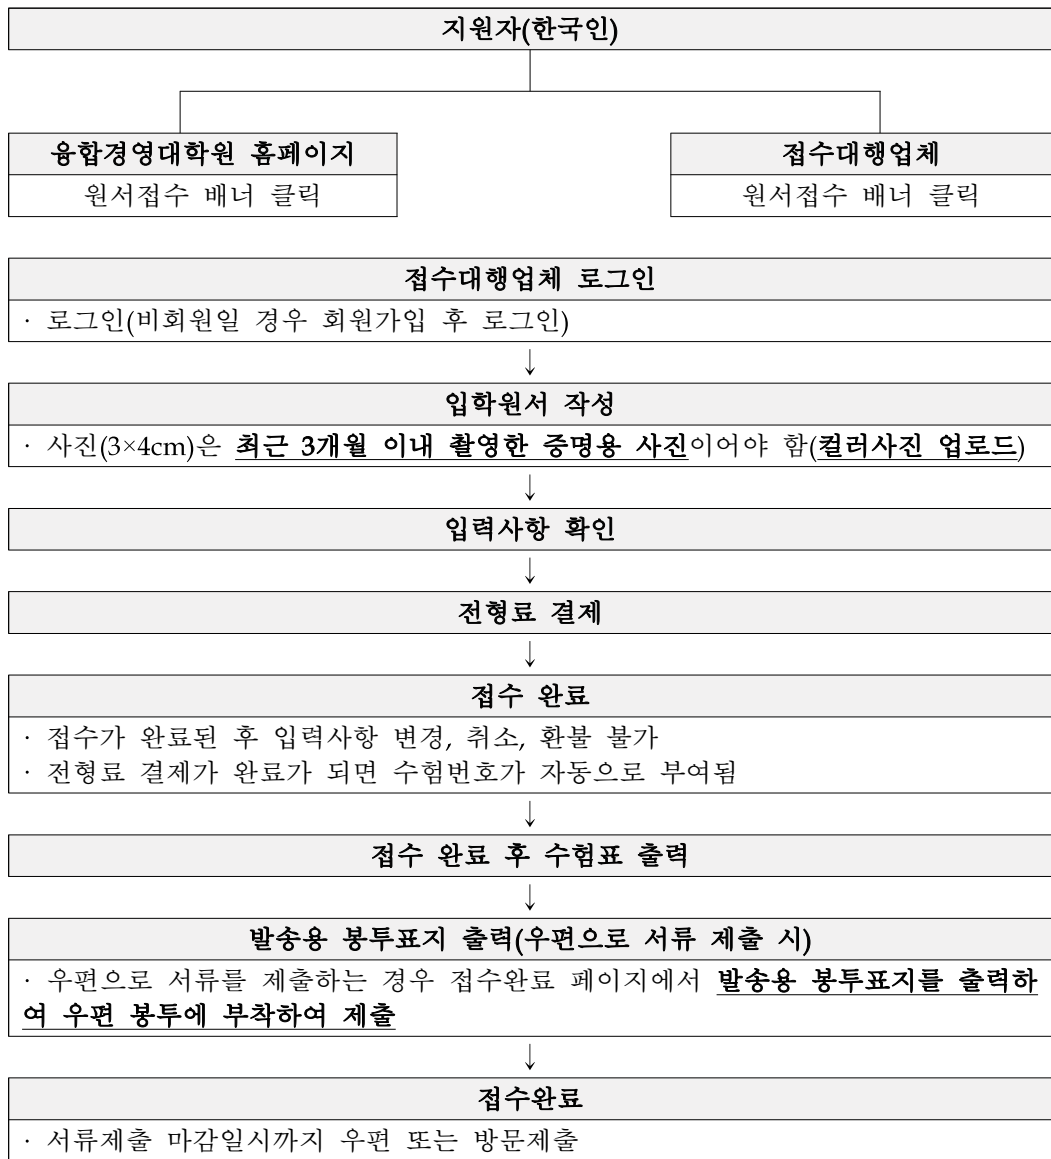 지원자(한국인)
융합경영대학원 홈페이지
원서접수 배너 클릭
접수대행업체
원서접수 배너 클릭
접수대행업체 로그인
· 로그인(비회원일 경우 회원가입 후 로그인)
↓
입학원서 작성
· 사진(3×4cm)은 최근 3개월 이내 촬영한 증명용 사진이어야 함(컬러사진 업로드)
↓
입력사항 확인
↓
전형료 결제
↓
접수 완료
· 접수가 완료된 후 입력사항 변경, 취소, 환불 불가
· 전형료 결제가 완료가 되면 수험번호가 자동으로 부여됨
↓
접수 완료 후 수험표 출력
↓
발송용 봉투표지 출력(우편으로 서류 제출 시)
· 우편으로 서류를 제출하는 경우 접수완료 페이지에서 발송용 봉투표지를 출력하
여 우편 봉투에 부착하여 제출
↓
접수완료
· 서류제출 마감일시까지 우편 또는 방문제출